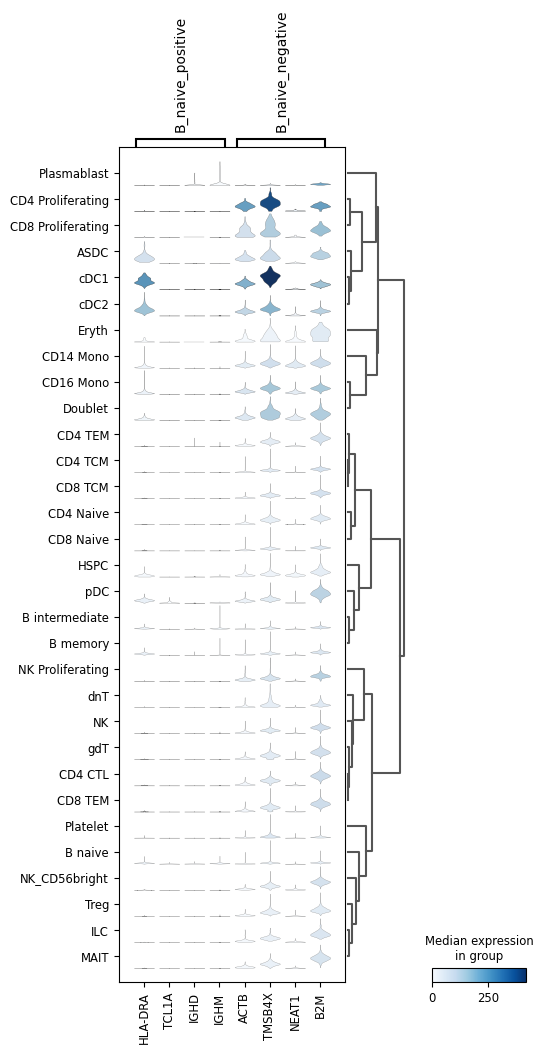 B_naive_positive
B_naive_negative
Plasmablast
CD4 Proliferating
CD8 Proliferating
ASDC
cDC1
cDC2
Eryth
CD14 Mono
CD16 Mono
Doublet
CD4 TEM
CD4 TCM
CD8 TCM
CD4 Naive
CD8 Naive
HSPC
pDC
B intermediate
B memory
NK Proliferating
dnT
NK
gdT
CD4 CTL
CD8 TEM
Platelet
B naive
NK_CD56bright
Treg
ILC
MAIT
HLA-DRA
TCL1A
IGHD
IGHM
ACTB
TMSB4X
NEAT1
B2M
Median expression
in group
0 250